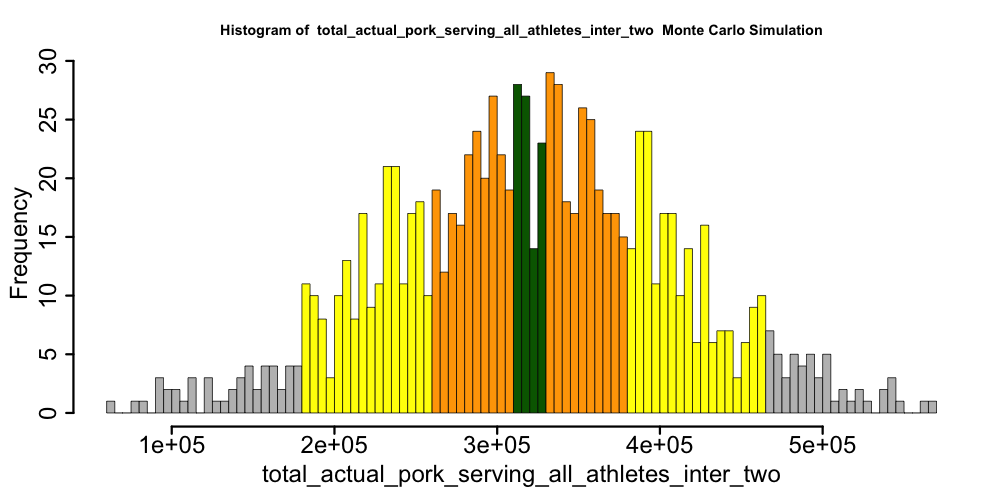 Histogram of total_actual_pork_serving_all_athletes_inter_two Monte Carlo Simulation
30
25
20
15
10
5
0
Frequency
1e+05 2e+05 3e+05 4e+05 5e+05
total_actual_pork_serving_all_athletes_inter_two